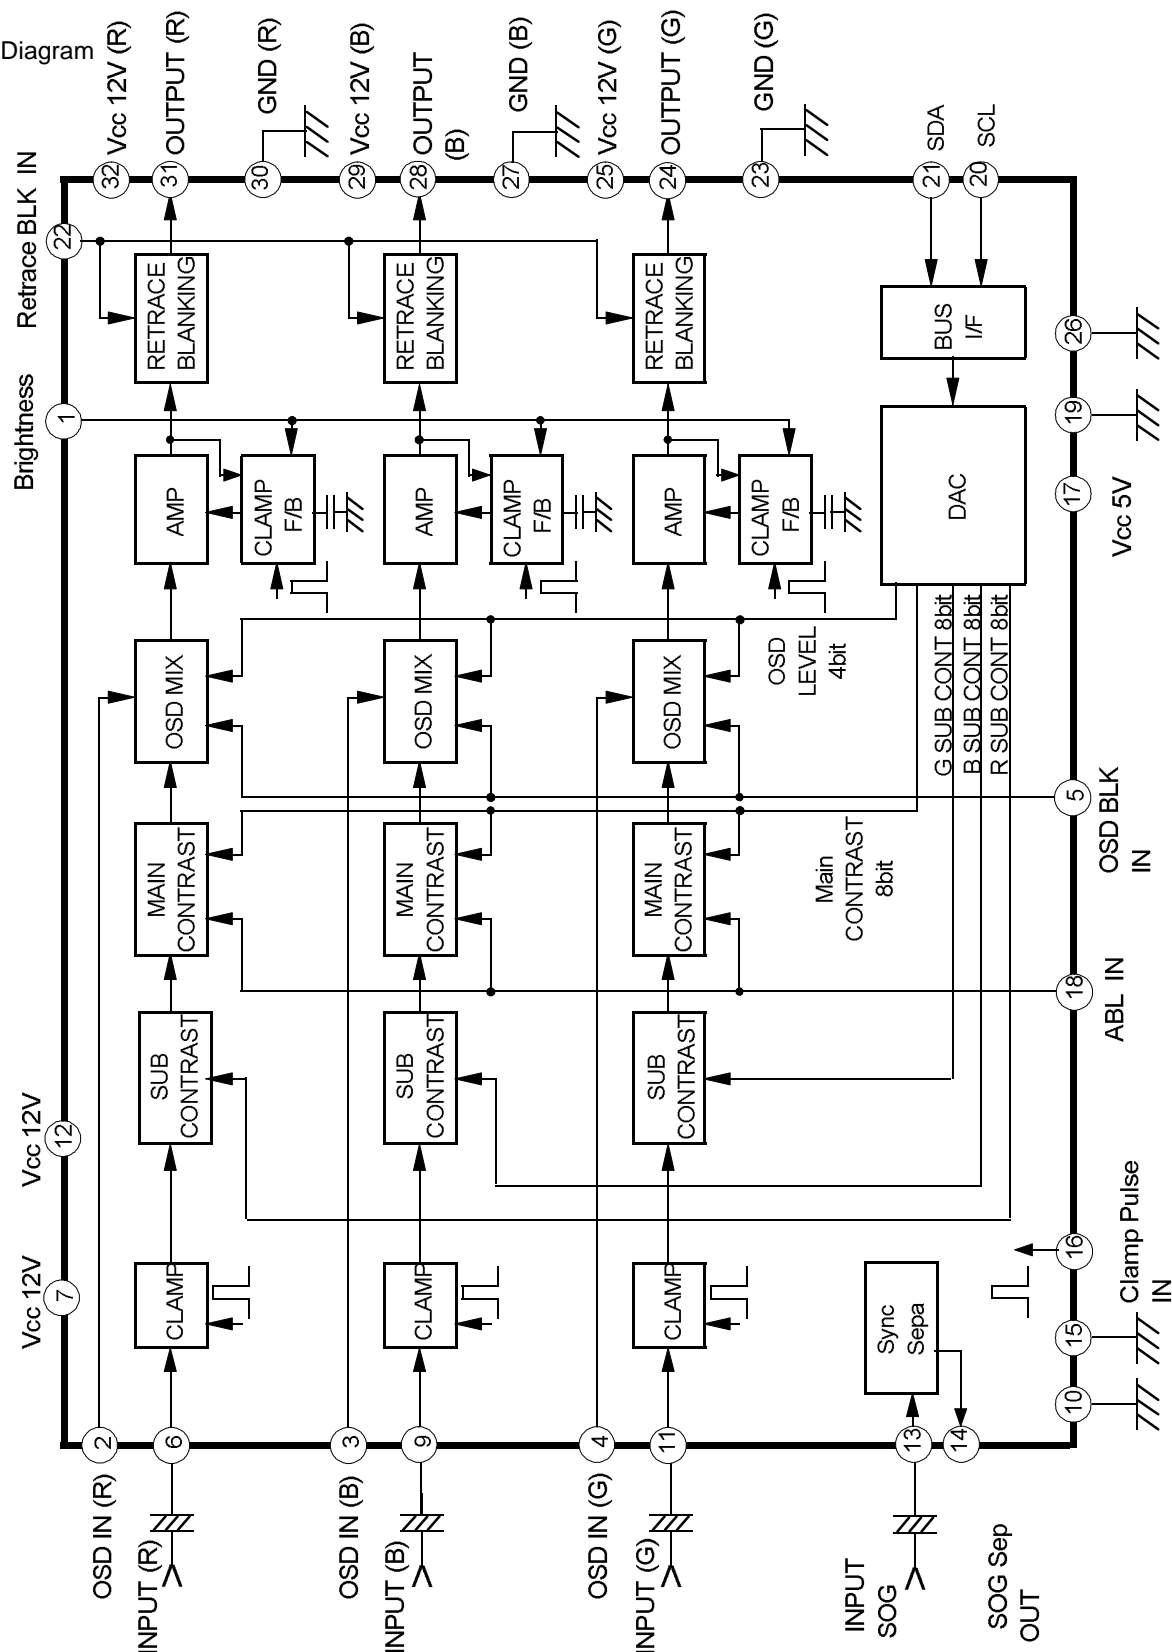 Diagram
Retrace BLK IN
22
Brightness
1
Vcc 12V
12
Vcc 12V
7
32
Vcc 12V (R)
31
OUTPUT (R)
30
GND (R)
29
Vcc 12V (B)
28
OUTPUT
(B)
27
GND (B)
25
Vcc 12V (G)
24
OUTPUT (G)
23
GND (G)
21
SDA
20
SCL
RETRACE
BLANKING
RETRACE
BLANKING
RETRACE
BLANKING
BUS
I/F
AMP
CLAMP
F/B
AMP
CLAMP
F/B
AMP
CLAMP
F/B
DAC
OSD MIX
OSD MIX
OSD MIX
OSD
LEVEL
4bit
G SUB CONT 8bit
B SUB CONT 8bit
R SUB CONT 8bit
MAIN
CONTRAST
MAIN
CONTRAST
MAIN
CONTRAST
Main
CONTRAST
8bit
SUB
CONTRAST
SUB
CONTRAST
SUB
CONTRAST
CLAMP
CLAMP
CLAMP
Sync
Sepa
26
19
17
Vcc 5V
5
OSD BLK
IN
18
ABL IN
16
Clamp Pulse
IN
15
10
2
OSD IN (R)
6
INPUT (R)
3
OSD IN (B)
9
INPUT (B)
4
OSD IN (G)
11
INPUT (G)
13
INPUT
SOG
14
SOG Sep
OUT